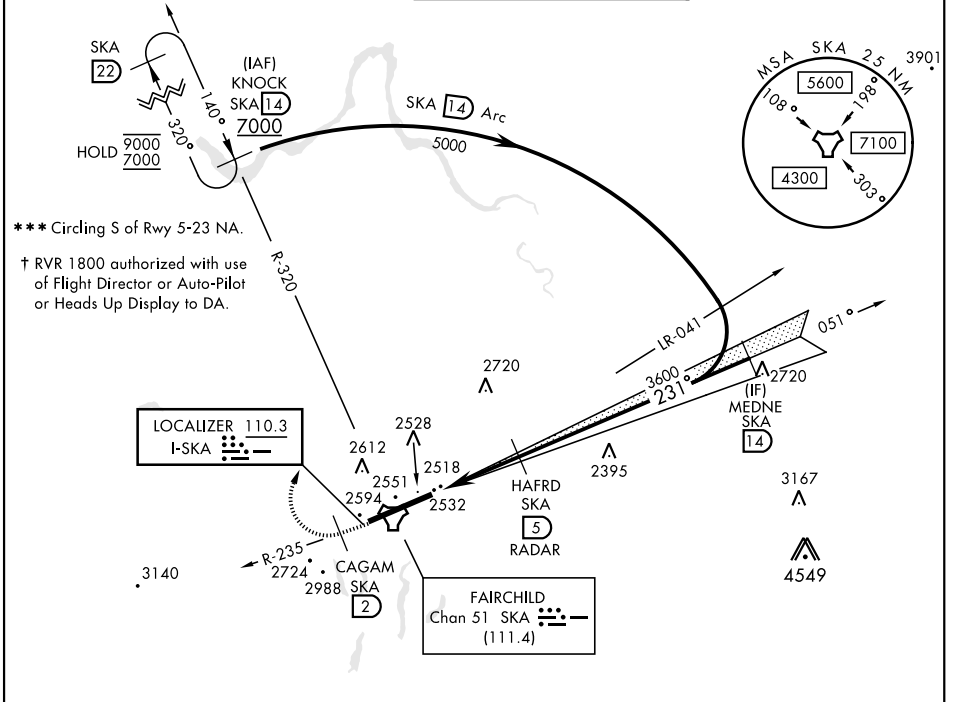 SKA
22
(IAF)
KNOCK
SKA 14
7000
140°
320°
HOLD 9000
7000
SKA 14 Arc
5000
MSA SKA 25 NM
5600
108°
198°
7100
4300
303°
3901
*** Circling S of Rwy 5-23 NA.
† RVR 1800 authorized with use
of Flight Director or Auto-Pilot
or Heads Up Display to DA.
R-320
LR-041
051°
3600
231°
2720
2720
(IF)
MEDNE
SKA
14
LOCALIZER 110.3
I-SKA
2612
2528
2551
2518
2594
2532
2395
HAFRD
SKA
5
RADAR
3167
4549
R-235
2724
2988
CAGAM
SKA
2
3140
FAIRCHILD
Chan 51 SKA
(111.4)